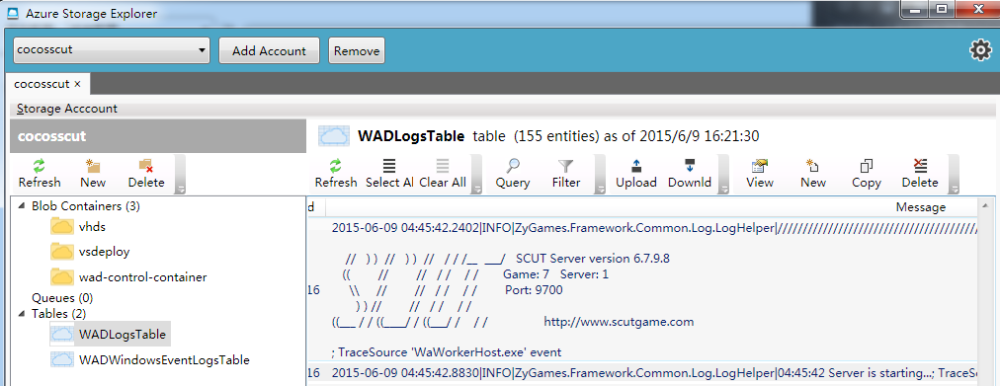 Azure Storage Explorer
cocosscut Add Account Remove
cocosscut ×
Storage Acccount
cocosscut
WADLogsTable table (155 entities) as of 2015/6/9 16:21:30
Refresh New Delete
Refresh Select Al Clear All Query Filter Upload Downld View New Copy Delete
Blob Containers (3)
vhds
vsdeploy
wad-control-container
Queues (0)
Tables (2)
WADLogsTable
WADWindowsEventLogsTable
d Message
2015-06-09 04:45:42.2402|INFO|ZyGames.Framework.Common.Log.LogHelper|/////////////////////////////////////////
// ) ) // ) ) // / / /__ ___/ SCUT Server version 6.7.9.8
(( // // / / / / Game: 7 Server: 1
16 \\ // // / / / / Port: 9700
) ) // // / / / /
((___ / / ((____/ / ((___/ / / / http://www.scutgame.com
; TraceSource 'WaWorkerHost.exe' event
16 2015-06-09 04:45:42.8830|INFO|ZyGames.Framework.Common.Log.LogHelper|04:45:42 Server is starting...; TraceS